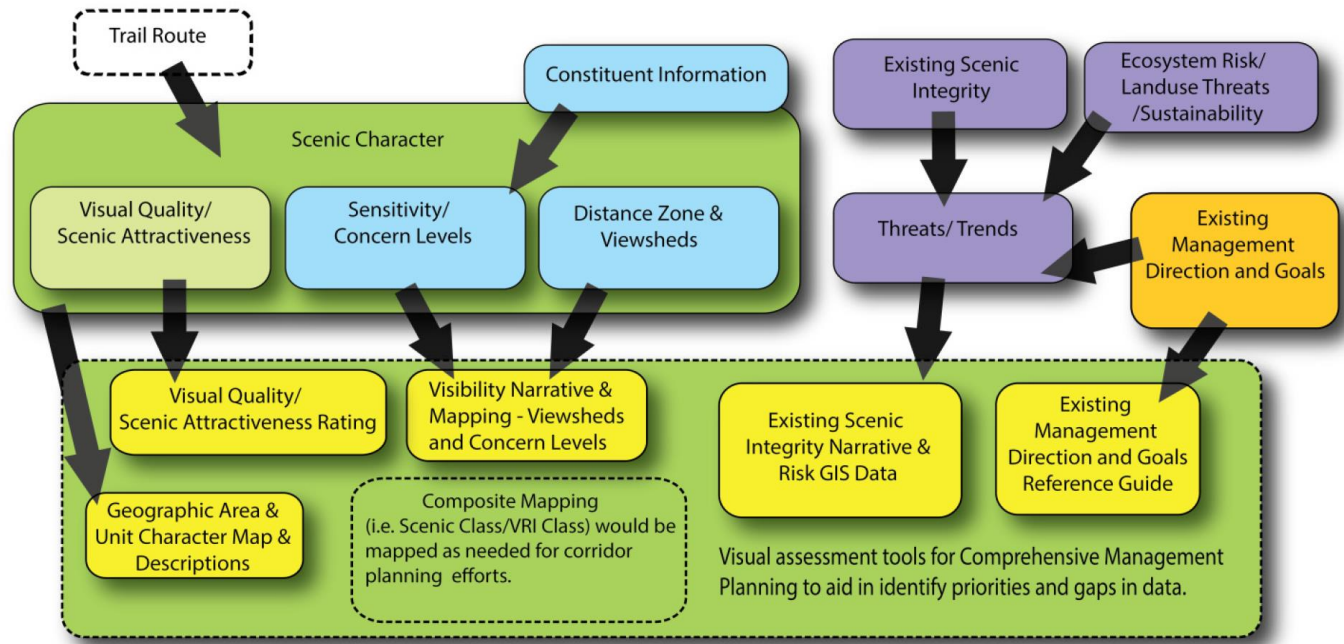 Trail Route
Constituent Information
Existing Scenic
Integrity
Ecosystem Risk/
Landuse Threats
/Sustainability
Scenic Character
Visual Quality/
Scenic Attractiveness
Sensitivity/
Concern Levels
Distance Zone &
Viewsheds
Threats/ Trends
Existing
Management
Direction and Goals
Visual Quality/
Scenic Attractiveness Rating
Visibility Narrative &
Mapping - Viewsheds
and Concern Levels
Existing Scenic
Integrity Narrative &
Risk GIS Data
Existing
Management
Direction and Goals
Reference Guide
Geographic Area &
Unit Character Map &
Descriptions
Composite Mapping
(i.e. Scenic Class/VRI Class) would be
mapped as needed for corridor
planning efforts.
Visual assessment tools for Comprehensive Management
Planning to aid in identify priorities and gaps in data.